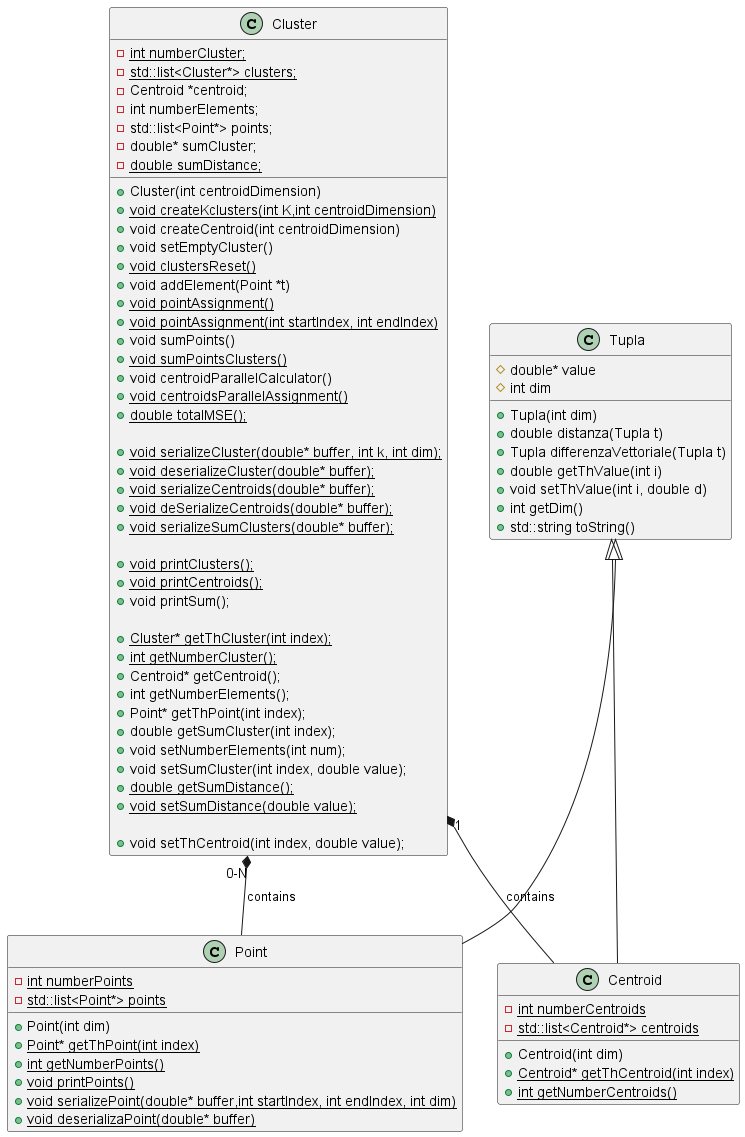 C Cluster
int numberCluster;
std::list<Cluster*> clusters;
Centroid *centroid;
int numberElements;
std::list<Point*> points;
double* sumCluster;
double sumDistance;
Cluster(int centroidDimension)
void createKclusters(int K,int centroidDimension)
void createCentroid(int centroidDimension)
void setEmptyCluster()
void clustersReset()
void addElement(Point *t)
void pointAssignment()
void pointAssignment(int startIndex, int endIndex)
void sumPoints()
void sumPointsClusters()
void centroidParallelCalculator()
void centroidsParallelAssignment()
double totalMSE();
void serializeCluster(double* buffer, int k, int dim);
void deserializeCluster(double* buffer);
void serializeCentroids(double* buffer);
void deSerializeCentroids(double* buffer);
void serializeSumClusters(double* buffer);
void printClusters();
void printCentroids();
void printSum();
Cluster* getThCluster(int index);
int getNumberCluster();
Centroid* getCentroid();
int getNumberElements();
Point* getThPoint(int index);
double getSumCluster(int index);
void setNumberElements(int num);
void setSumCluster(int index, double value);
double getSumDistance();
void setSumDistance(double value);
void setThCentroid(int index, double value);
C Tupla
double* value
int dim
Tupla(int dim)
double distanza(Tupla t)
Tupla differenzaVettoriale(Tupla t)
double getThValue(int i)
void setThValue(int i, double d)
int getDim()
std::string toString()
1
0-N
contains
contains
C Point
int numberPoints
std::list<Point*> points
Point(int dim)
Point* getThPoint(int index)
int getNumberPoints()
void printPoints()
void serializePoint(double* buffer,int startIndex, int endIndex, int dim)
void deserializaPoint(double* buffer)
C Centroid
int numberCentroids
std::list<Centroid*> centroids
Centroid(int dim)
Centroid* getThCentroid(int index)
int getNumberCentroids()